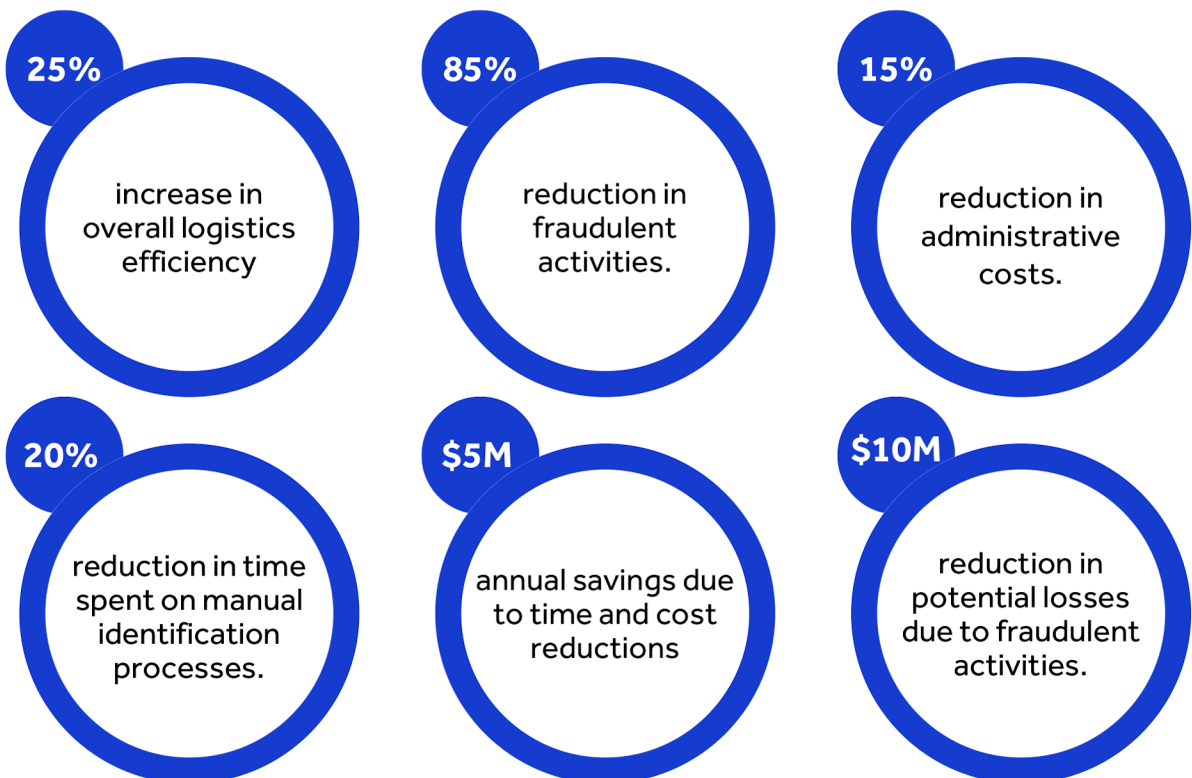 25%
increase in
overall logistics
efficiency
85%
reduction in
fraudulent
activities.
15%
reduction in
administrative
costs.
20%
reduction in time
spent on manual
identification
processes.
$5M
annual savings due
to time and cost
reductions
$10M
reduction in
potential losses
due to fraudulent
activities.